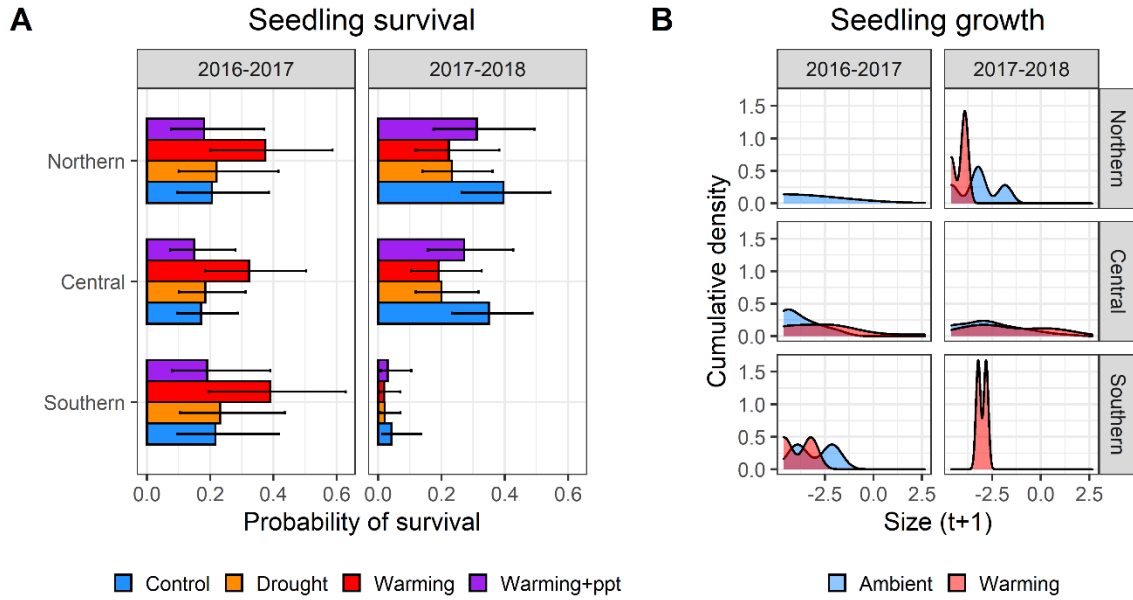 A Seedling survival
2016-2017 2017-2018
Northern
Central
Southern
0.0 0.2 0.4 0.6 0.0 0.2 0.4 0.6
Probability of survival
Control Drought Warming Warming+ppt
B Seedling growth
2016-2017 2017-2018
Cumulative density
1.5
1.0
0.5
0.0
Northern
1.5
1.0
0.5
0.0
Central
1.5
1.0
0.5
0.0
Southern
-2.5 0.0 2.5 -2.5 0.0 2.5
Size (t+1)
Ambient Warming